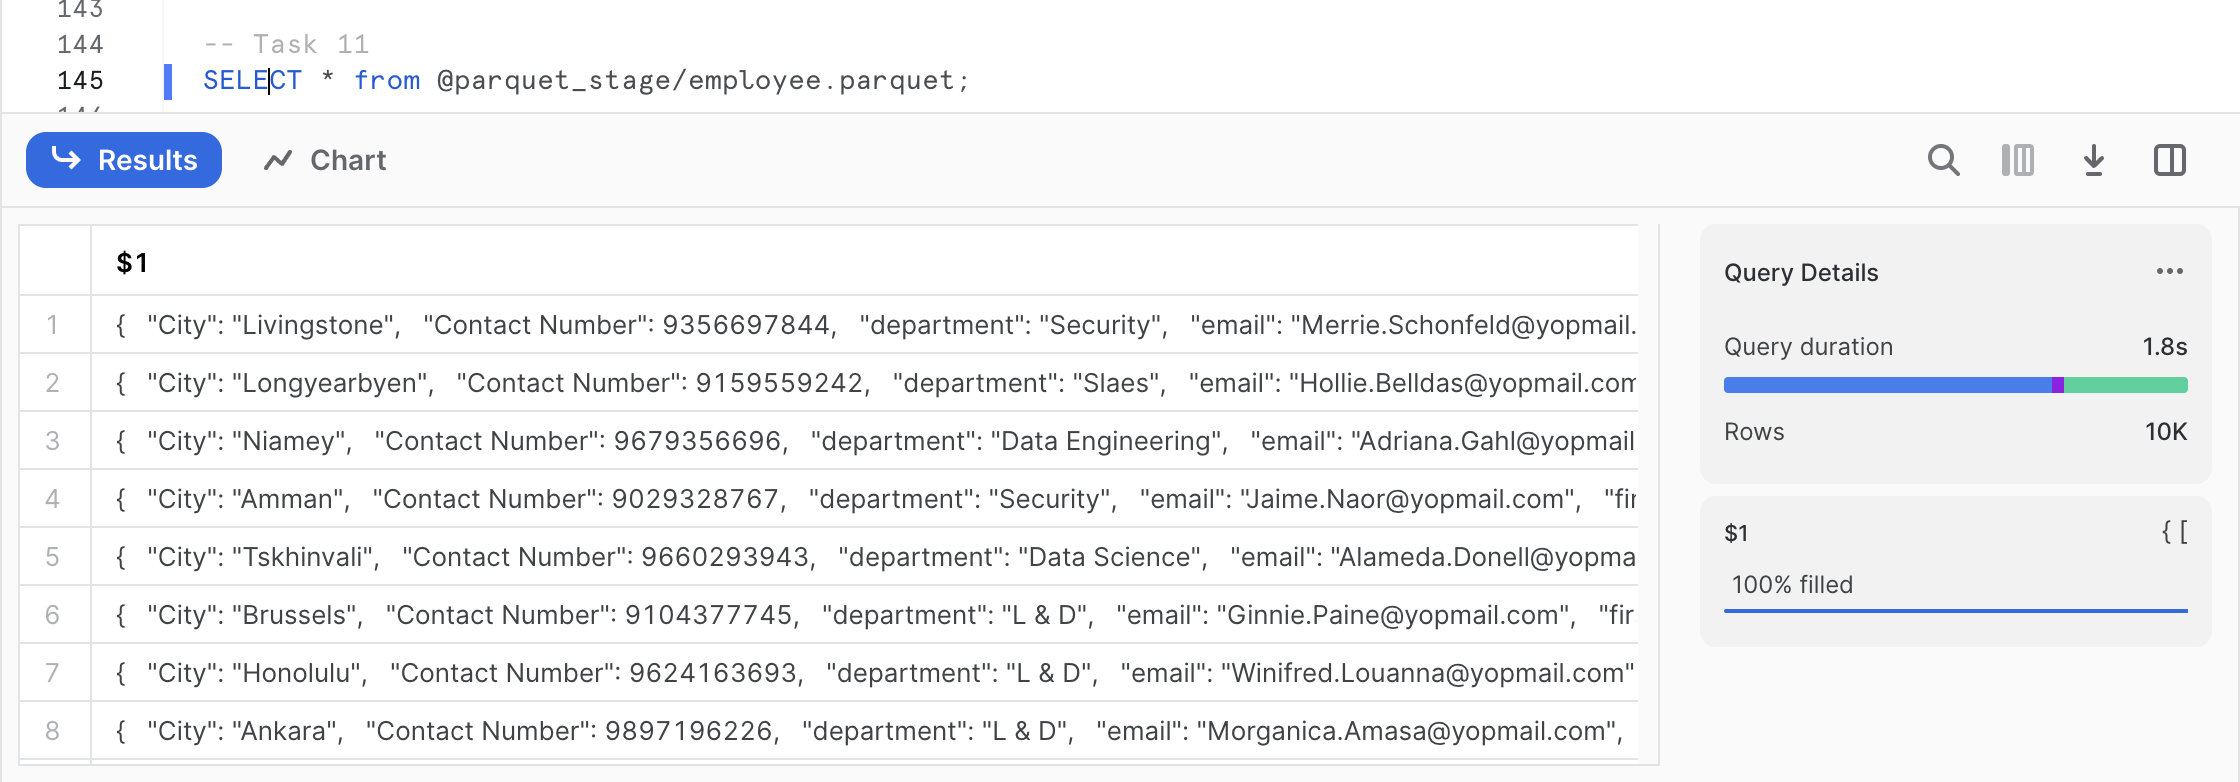 143
144 -- Task 11
145 SELECT * from @parquet_stage/employee.parquet;
Results Chart
$1
1 { "City": "Livingstone", "Contact Number": 9356697844, "department": "Security", "email": "Merrie.Schonfeld@yopmail.
2 { "City": "Longyearbyen", "Contact Number": 9159559242, "department": "Slaes", "email": "Hollie.Belldas@yopmail.com
3 { "City": "Niamey", "Contact Number": 9679356696, "department": "Data Engineering", "email": "Adriana.Gahl@yopmail
4 { "City": "Amman", "Contact Number": 9029328767, "department": "Security", "email": "Jaime.Naor@yopmail.com", "fir
5 { "City": "Tskhinvali", "Contact Number": 9660293943, "department": "Data Science", "email": "Alameda.Donell@yopma
6 { "City": "Brussels", "Contact Number": 9104377745, "department": "L & D", "email": "Ginnie.Paine@yopmail.com", "fir
7 { "City": "Honolulu", "Contact Number": 9624163693, "department": "L & D", "email": "Winifred.Louanna@yopmail.com"
8 { "City": "Ankara", "Contact Number": 9897196226, "department": "L & D", "email": "Morganica.Amasa@yopmail.com",
Query Details
Query duration 1.8s
Rows 10K
$1 { [
100% filled